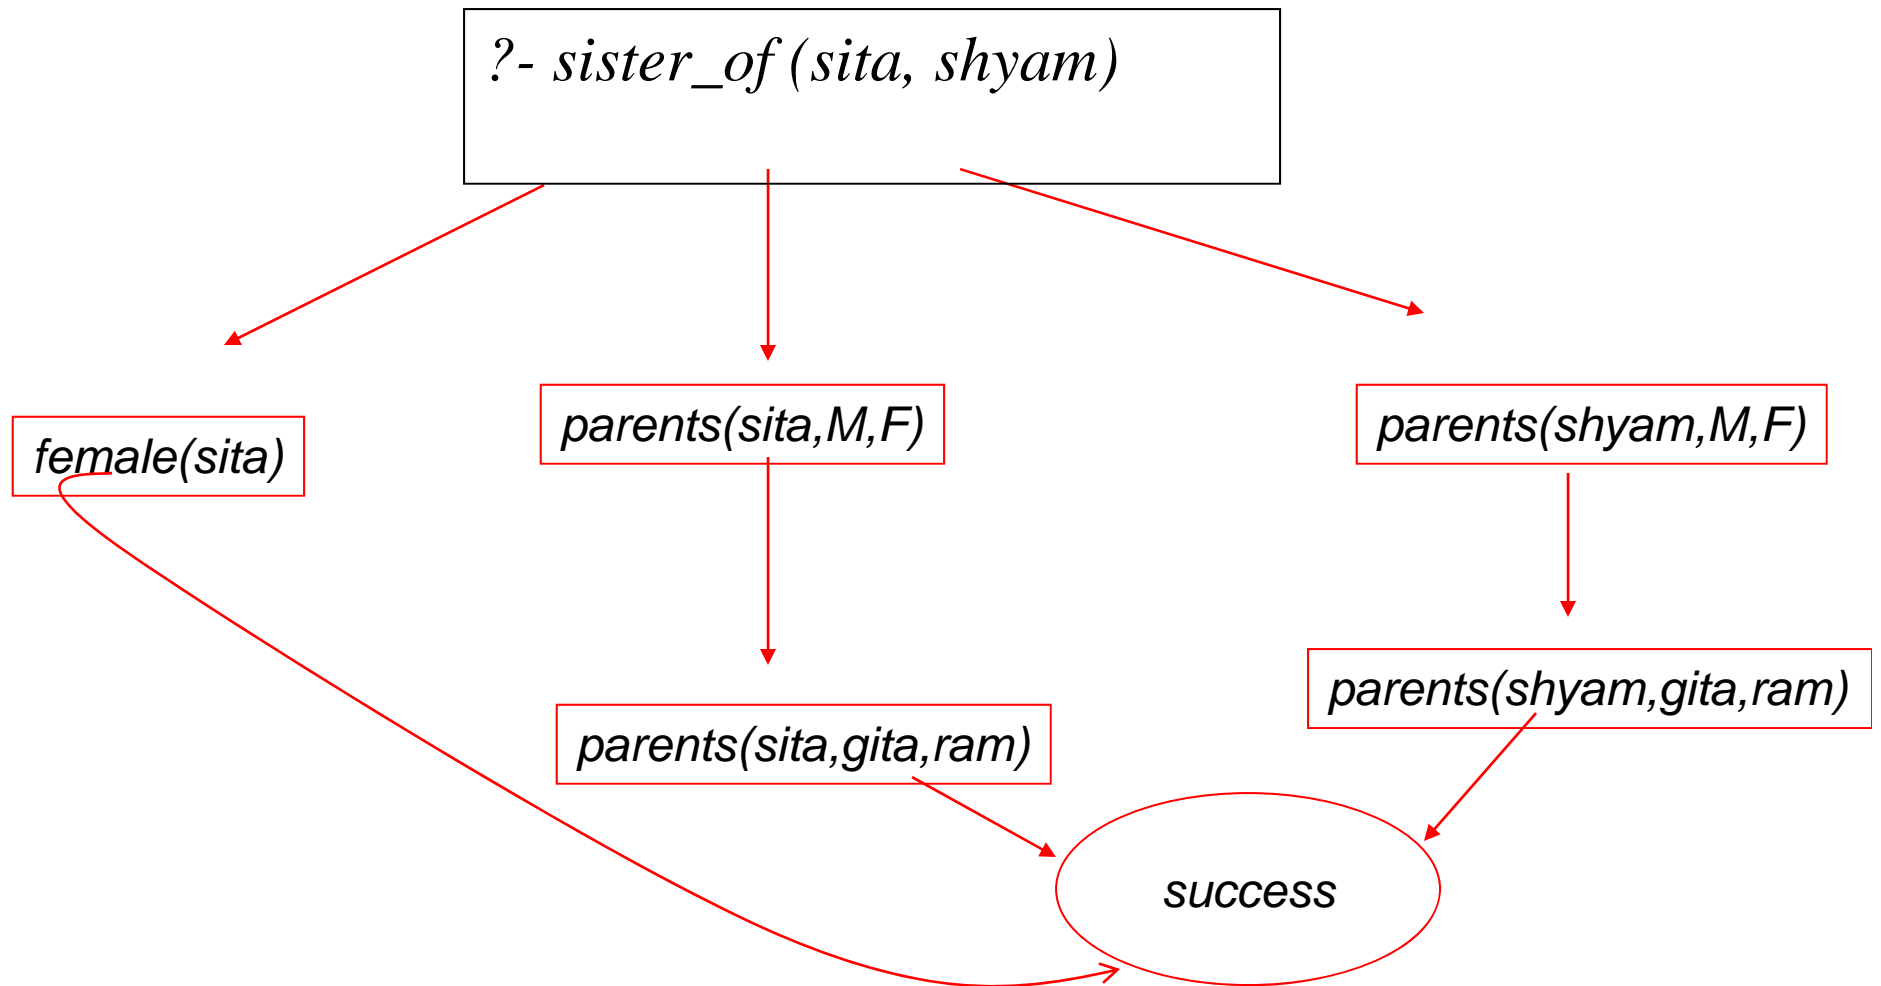 ?- sister_of (sita, shyam)
female(sita)
parents(sita,M,F)
parents(shyam,M,F)
parents(sita,gita,ram)
parents(shyam,gita,ram)
success